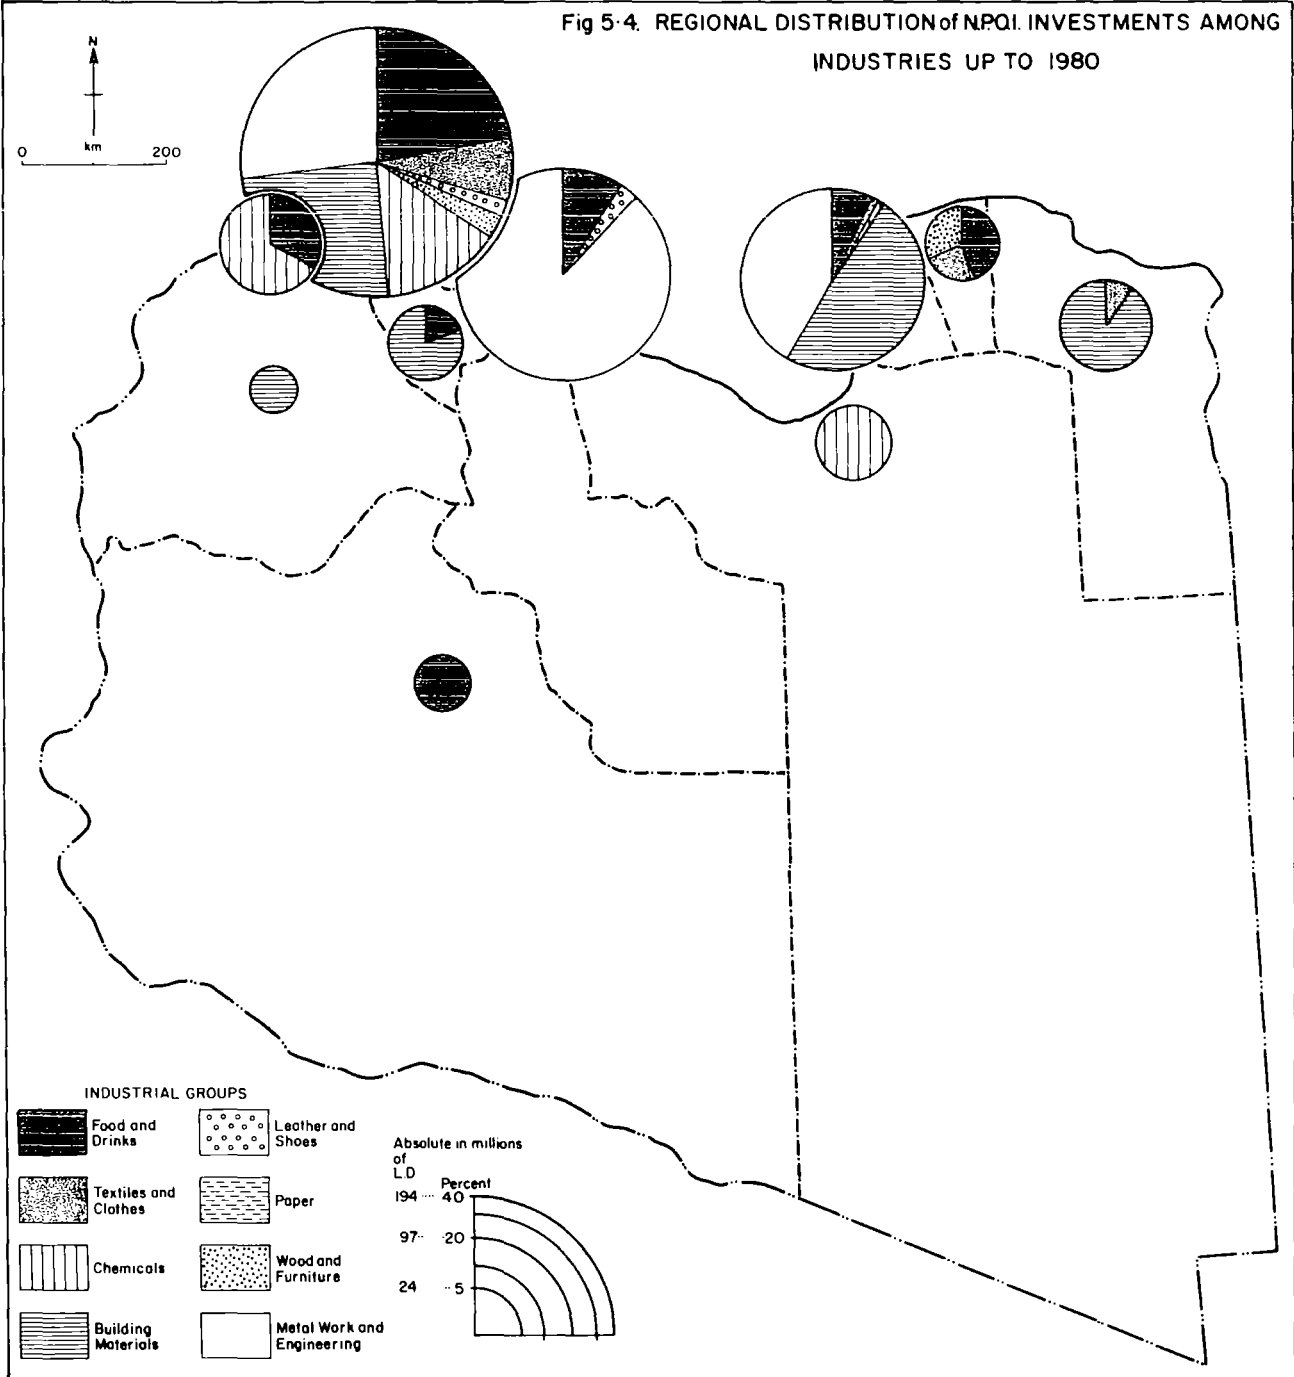 Fig 5·4. REGIONAL DISTRIBUTION of N.P.O.I. INVESTMENTS AMONG
INDUSTRIES UP TO 1980
N
km
0 200
INDUSTRIAL GROUPS
Food and
Drinks
Leather and
Shoes
Textiles and
Clothes
Paper
Chemicals
Wood and
Furniture
Building
Materials
Metal Work and
Engineering
Absolute in millions
of
L.D
Percent
194 40
97 20
24 5